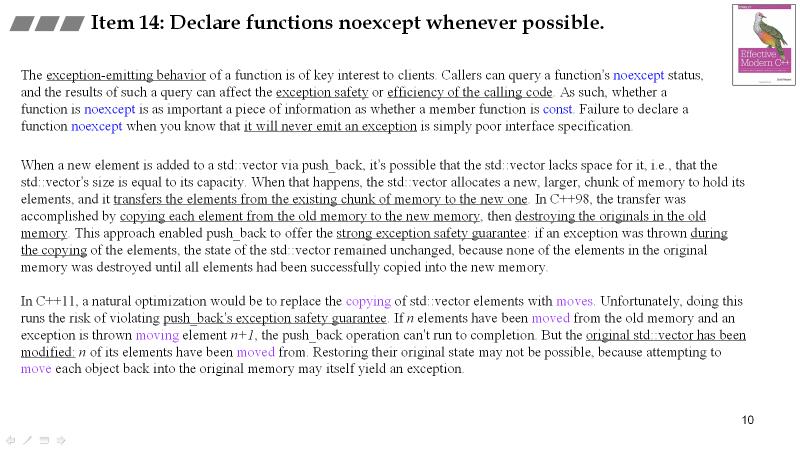 Item 14: Declare functions noexcept whenever possible.
Effective
Modern C++
The exception-emitting behavior of a function is of key interest to clients. Callers can query a function's noexcept status,
and the results of such a query can affect the exception safety or efficiency of the calling code. As such, whether a
function is noexcept is as important a piece of information as whether a member function is const. Failure to declare a
function noexcept when you know that it will never emit an exception is simply poor interface specification.
When a new element is added to a std::vector via push_back, it's possible that the std::vector lacks space for it, i.e., that the
std::vector's size is equal to its capacity. When that happens, the std::vector allocates a new, larger, chunk of memory to hold its
elements, and it transfers the elements from the existing chunk of memory to the new one. In C++98, the transfer was
accomplished by copying each element from the old memory to the new memory, then destroying the originals in the old
memory. This approach enabled push_back to offer the strong exception safety guarantee: if an exception was thrown during
the copying of the elements, the state of the std::vector remained unchanged, because none of the elements in the original
memory was destroyed until all elements had been successfully copied into the new memory.
In C++11, a natural optimization would be to replace the copying of std::vector elements with moves. Unfortunately, doing this
runs the risk of violating push_back's exception safety guarantee. If n elements have been moved from the old memory and an
exception is thrown moving element n+1, the push_back operation can't run to completion. But the original std::vector has been
modified: n of its elements have been moved from. Restoring their original state may not be possible, because attempting to
move each object back into the original memory may itself yield an exception.
10